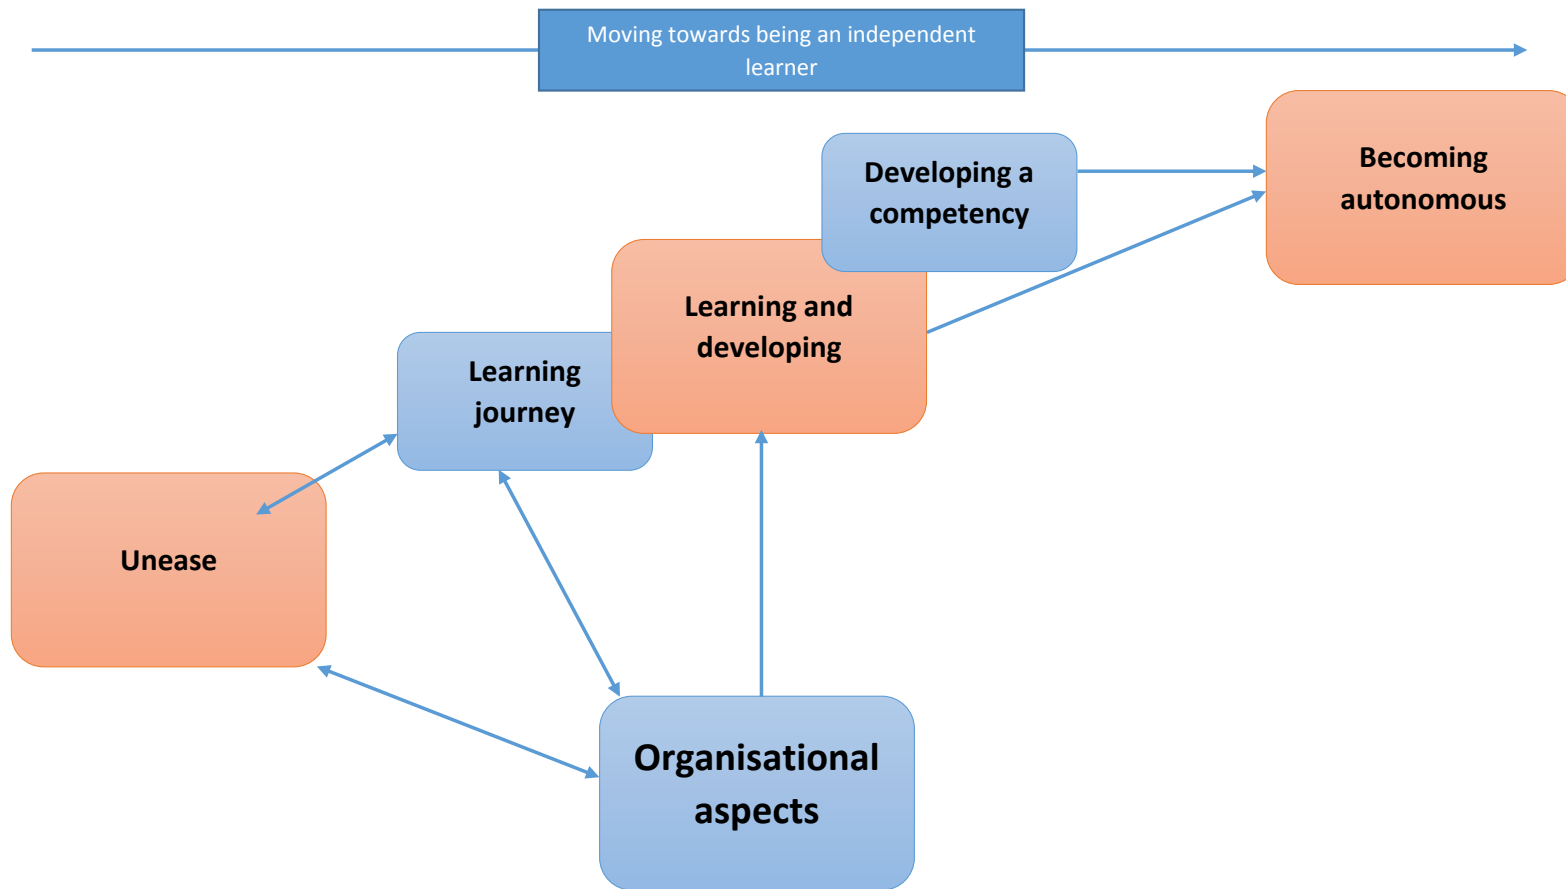 Moving towards being an independent
learner
Becoming
autonomous
Developing a
competency
Learning and
developing
Learning
journey
Unease
Organisational
aspects